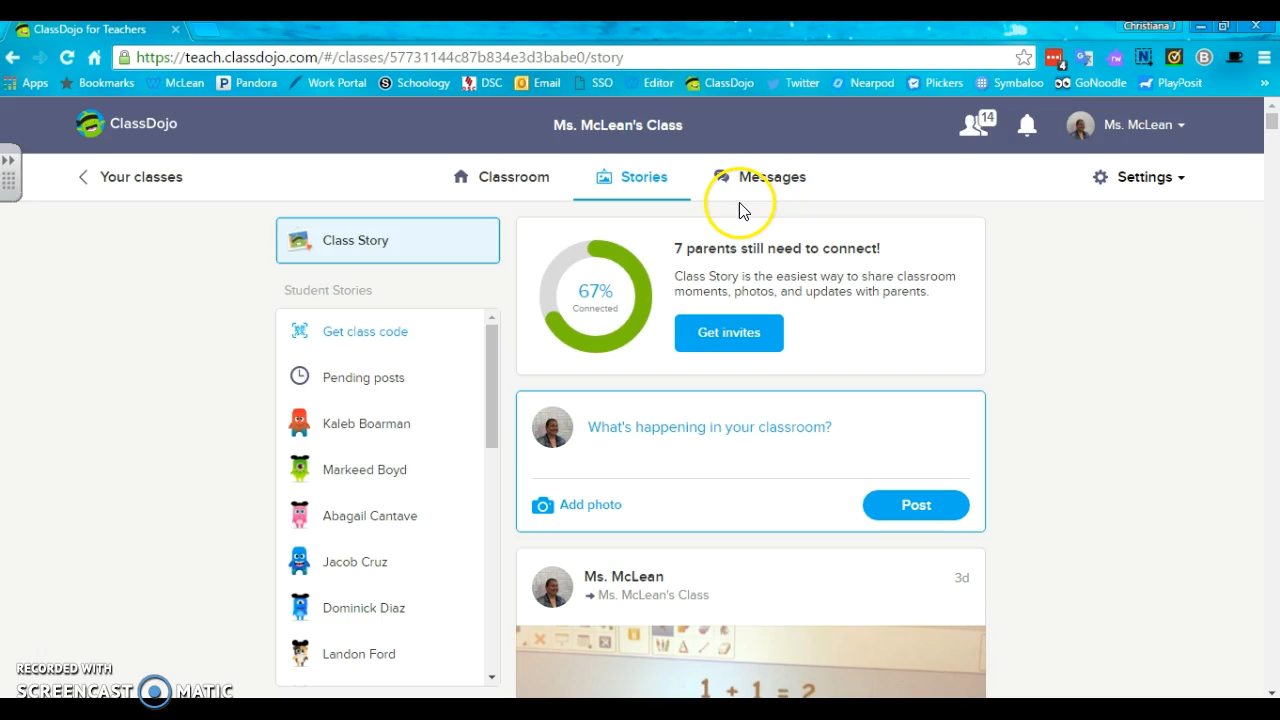 ClassDojo for Teachers
Christiana J
https://teach.classdojo.com/#/classes/57731144c87b834e3d3babe0/story
4
Apps Bookmarks McLean Pandora Work Portal Schoology DSC Email SSO Editor ClassDojo Twitter Nearpod Plickers Symbaloo GoNoodle PlayPosit »
ClassDojo
Ms. McLean's Class
14
Ms. McLean
Your classes
Classroom
Stories
Messages
Settings
Class Story
Student Stories
Get class code
Pending posts
Kaleb Boarman
Markeed Boyd
Abagail Cantave
Jacob Cruz
Dominick Diaz
Landon Ford
67%
Connected
7 parents still need to connect!
Class Story is the easiest way to share classroom
moments, photos, and updates with parents.
Get invites
What's happening in your classroom?
Add photo
Post
Ms. McLean
3d
Ms. McLean's Class
1 + 1 = 2
RECORDED WITH
SCREENCAST MATIC